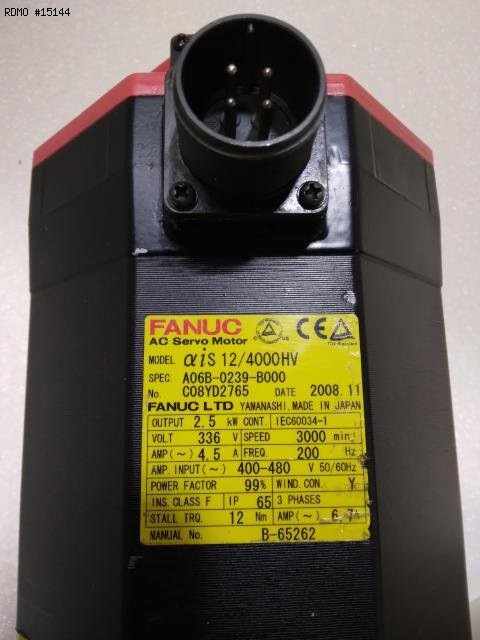 RDMO #15144
FANUC
AC Servo Motor
MODEL αiS 12/4000HV
SPEC. A06B-0239-B000
No. C08YD2765 DATE 2008.11
FANUC LTD YAMANASHI, MADE IN JAPAN
OUTPUT 2.5 kW CONT. IEC60034-1
VOLT 336 V SPEED 3000 min⁻¹
AMP(~) 4.5 A FREQ. 200 Hz
AMP. INPUT(~) 400-480 V 50/60Hz
POWER FACTOR 99% WIND. CON. Y
INS. CLASS F IP 65 3 PHASES
STALL TRQ. 12 Nm AMP(~) 6.7A
MANUAL No. B-65262